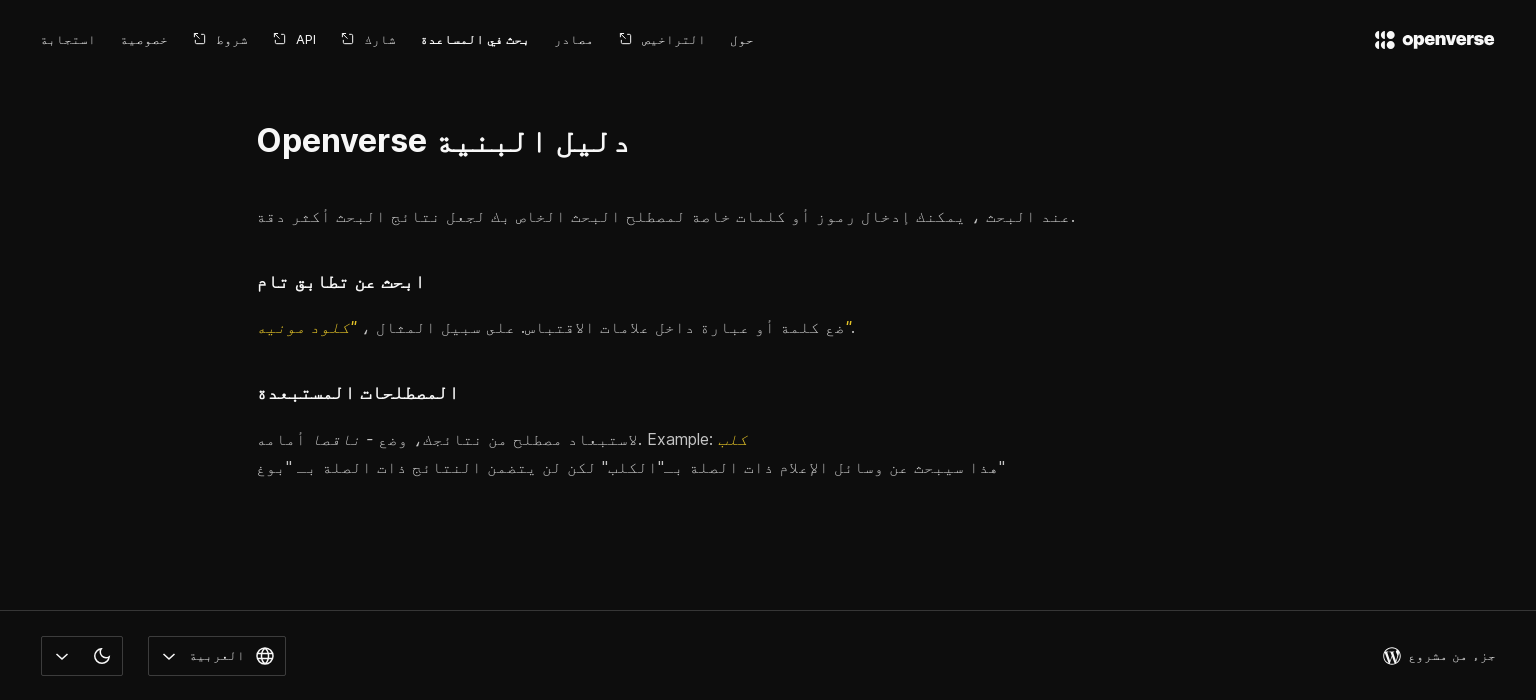 openverse
حول
التراخيص
مصادر
بحث في المساعدة
شارك
API
شروط
خصوصية
استجابة
Openverse دليل البنية
عند البحث ، يمكنك إدخال رموز أو كلمات خاصة لمصطلح البحث الخاص بك لجعل نتائج البحث أكثر دقة.
ابحث عن تطابق تام
ضع كلمة أو عبارة داخل علامات الاقتباس. على سبيل المثال ، "كلود مونيه".
المصطلحات المستبعدة
لاستبعاد مصطلح من نتائجك، وضع - ناقصا أمامه. Example: كلب
هذا سيبحث عن وسائل الإعلام ذات الصلة بـ"الكلب" لكن لن يتضمن النتائج ذات الصلة بـ "بوغ"
جزء من مشروع
العربية